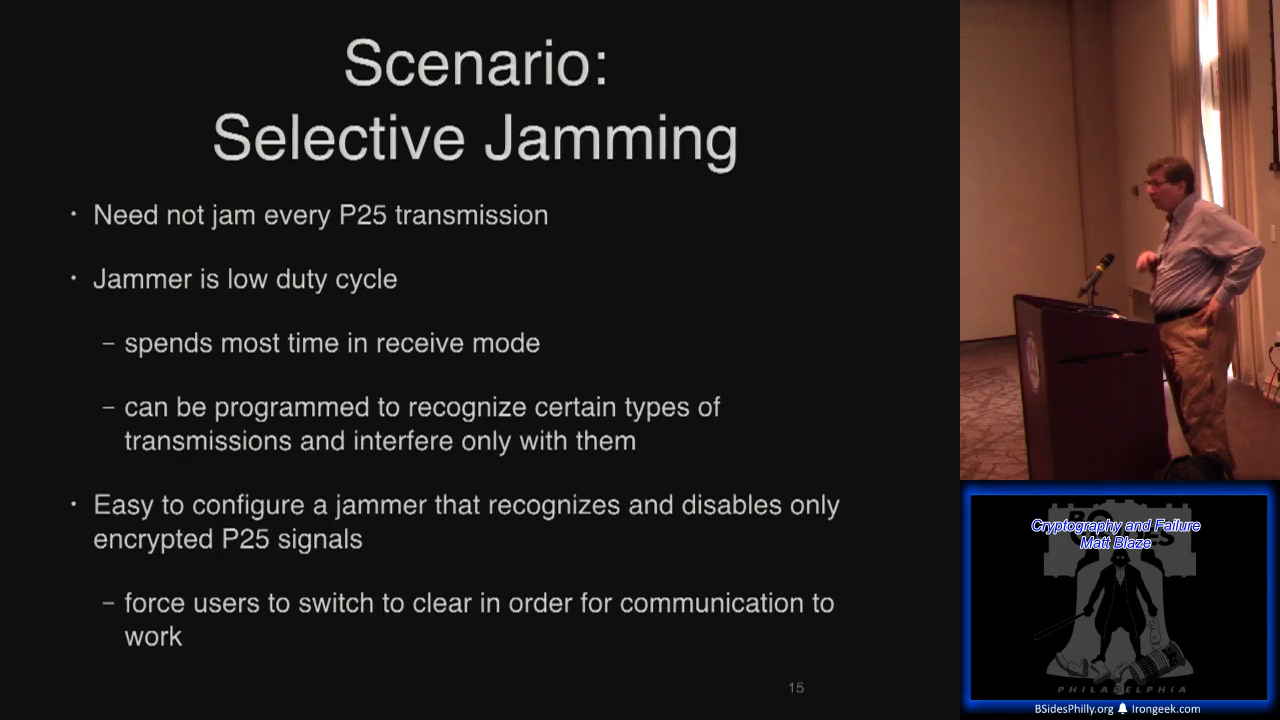 Scenario:
Selective Jamming
· Need not jam every P25 transmission
· Jammer is low duty cycle
– spends most time in receive mode
– can be programmed to recognize certain types of
transmissions and interfere only with them
· Easy to configure a jammer that recognizes and disables only
encrypted P25 signals
– force users to switch to clear in order for communication to
work
15
Cryptography and Failure
Matt Blaze
PHILADELPHIA
BSidesPhilly.org Irongeek.com